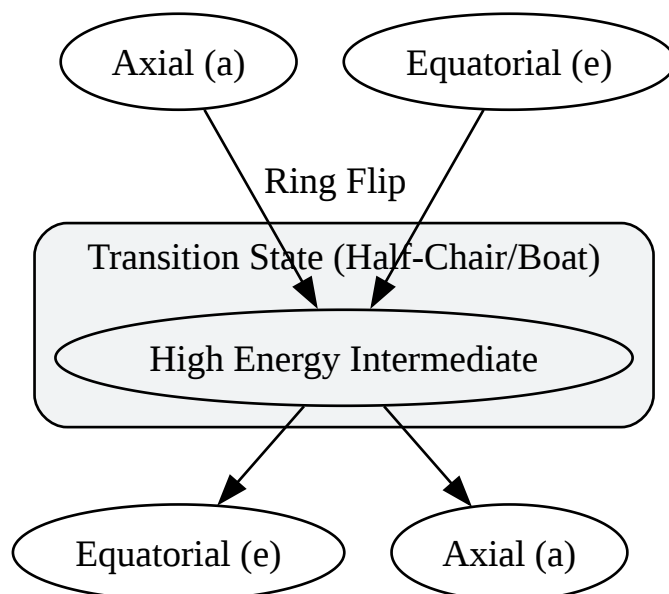 Axial (a)
Equatorial (e)
Ring Flip
Transition State (Half-Chair/Boat)
High Energy Intermediate
Equatorial (e)
Axial (a)